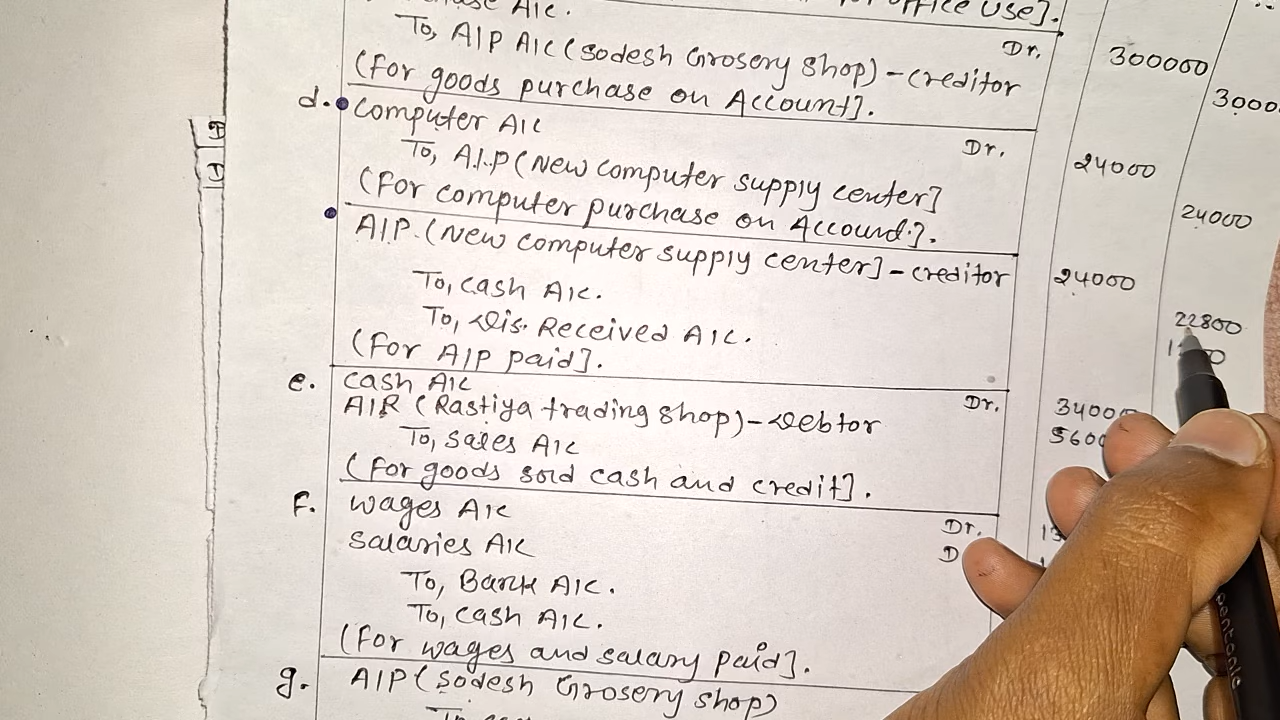 A/C.
office use].
To, A/P A/C (Sodesh Grosery Shop) - creditor Dr. 300000
(For goods purchase on Account]. 3000
d. Computer A/C Dr. 24000
To, A/P (New computer supply center] 24000
(For computer purchase on Accound].
A/P. (New computer supply center] - creditor 24000
To, cash A/C. 22800
To, Dis. Received A/C.
(For A/P paid].
e. cash A/C Dr. 34000
A/R (Rastiya trading shop) - Debtor 5600
To, sales A/C
(For goods sold cash and credit].
F. wages A/C Dr.
salaries A/C D
To, Bank A/C.
To, cash A/C.
(For wages and salary paid].
g. A/P (Sodesh Grosery shop)